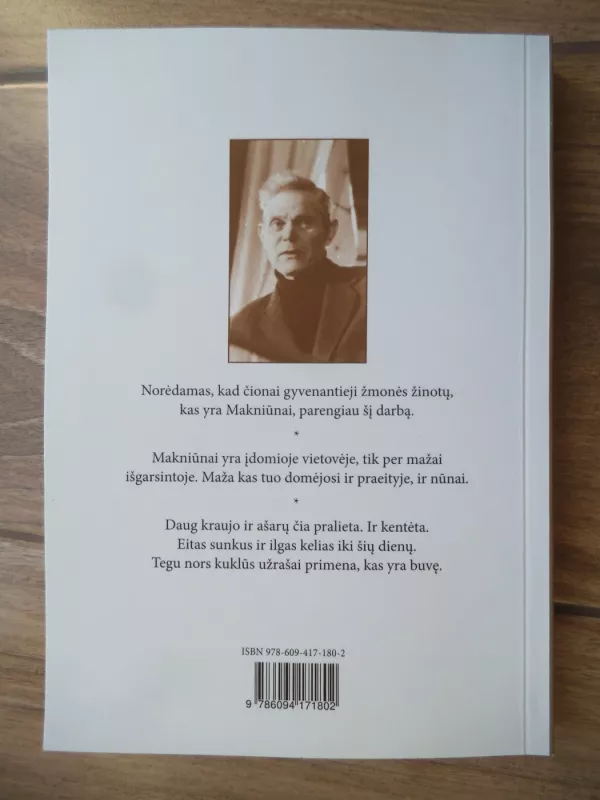 Norėdamas, kad čionai gyvenantieji žmonės žinotų,
kas yra Makniūnai, parengiau šį darbą.
*
Makniūnai yra įdomioje vietovėje, tik per mažai
išgarsintoje. Maža kas tuo domėjosi ir praeityje, ir nūnai.
*
Daug kraujo ir ašarų čia pralieta. Ir kentėta.
Eitas sunkus ir ilgas kelias iki šių dienų.
Tegu nors kuklūs užrašai primena, kas yra buvę.
ISBN 978-609-417-180-2
9 786094 171802